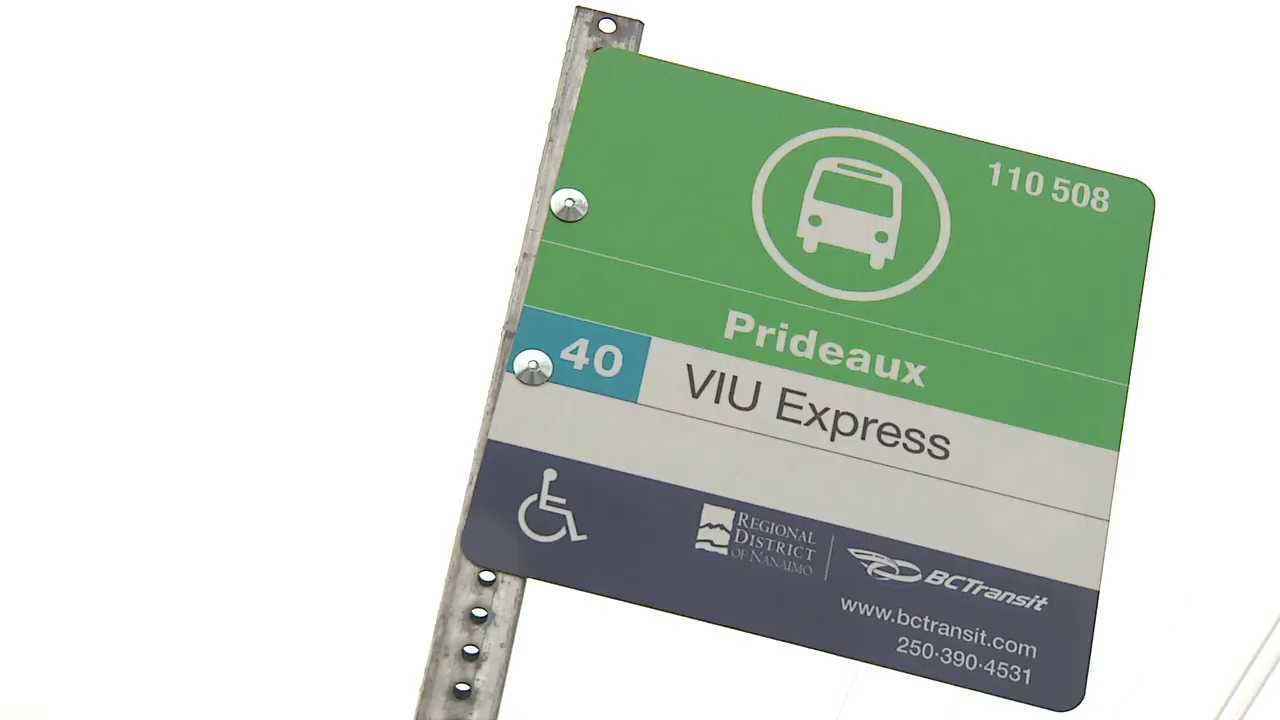 110 508
Prideaux
40 VIU Express
REGIONAL
DISTRICT
OF NANAIMO
BCTransit
www.bctransit.com
250·390·4531